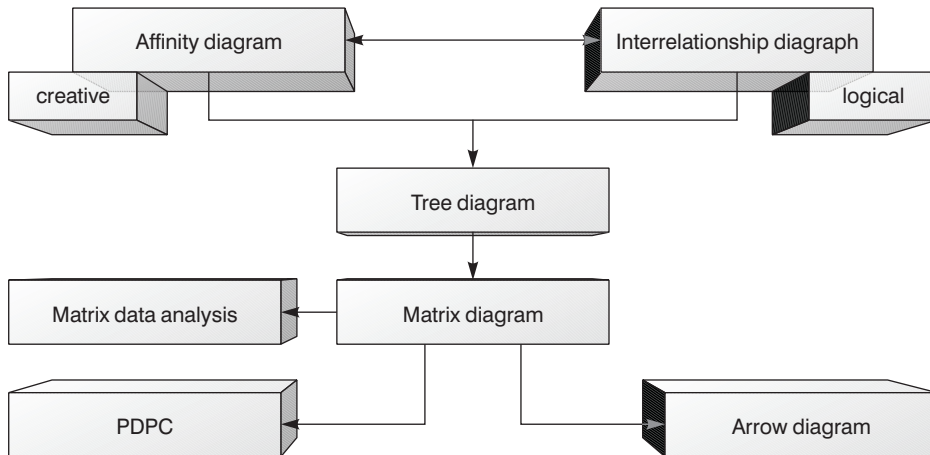 Affinity diagram
Interrelationship diagraph
creative
logical
Tree diagram
Matrix data analysis
Matrix diagram
PDPC
Arrow diagram